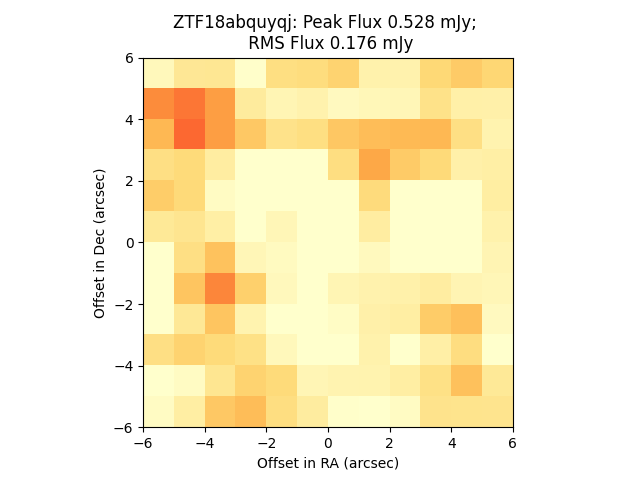 ZTF18abquyqj: Peak Flux 0.528 mJy;
RMS Flux 0.176 mJy
6
4
2
0
−2
−4
−6
Offset in Dec (arcsec)
−6 −4 −2 0 2 4 6
Offset in RA (arcsec)